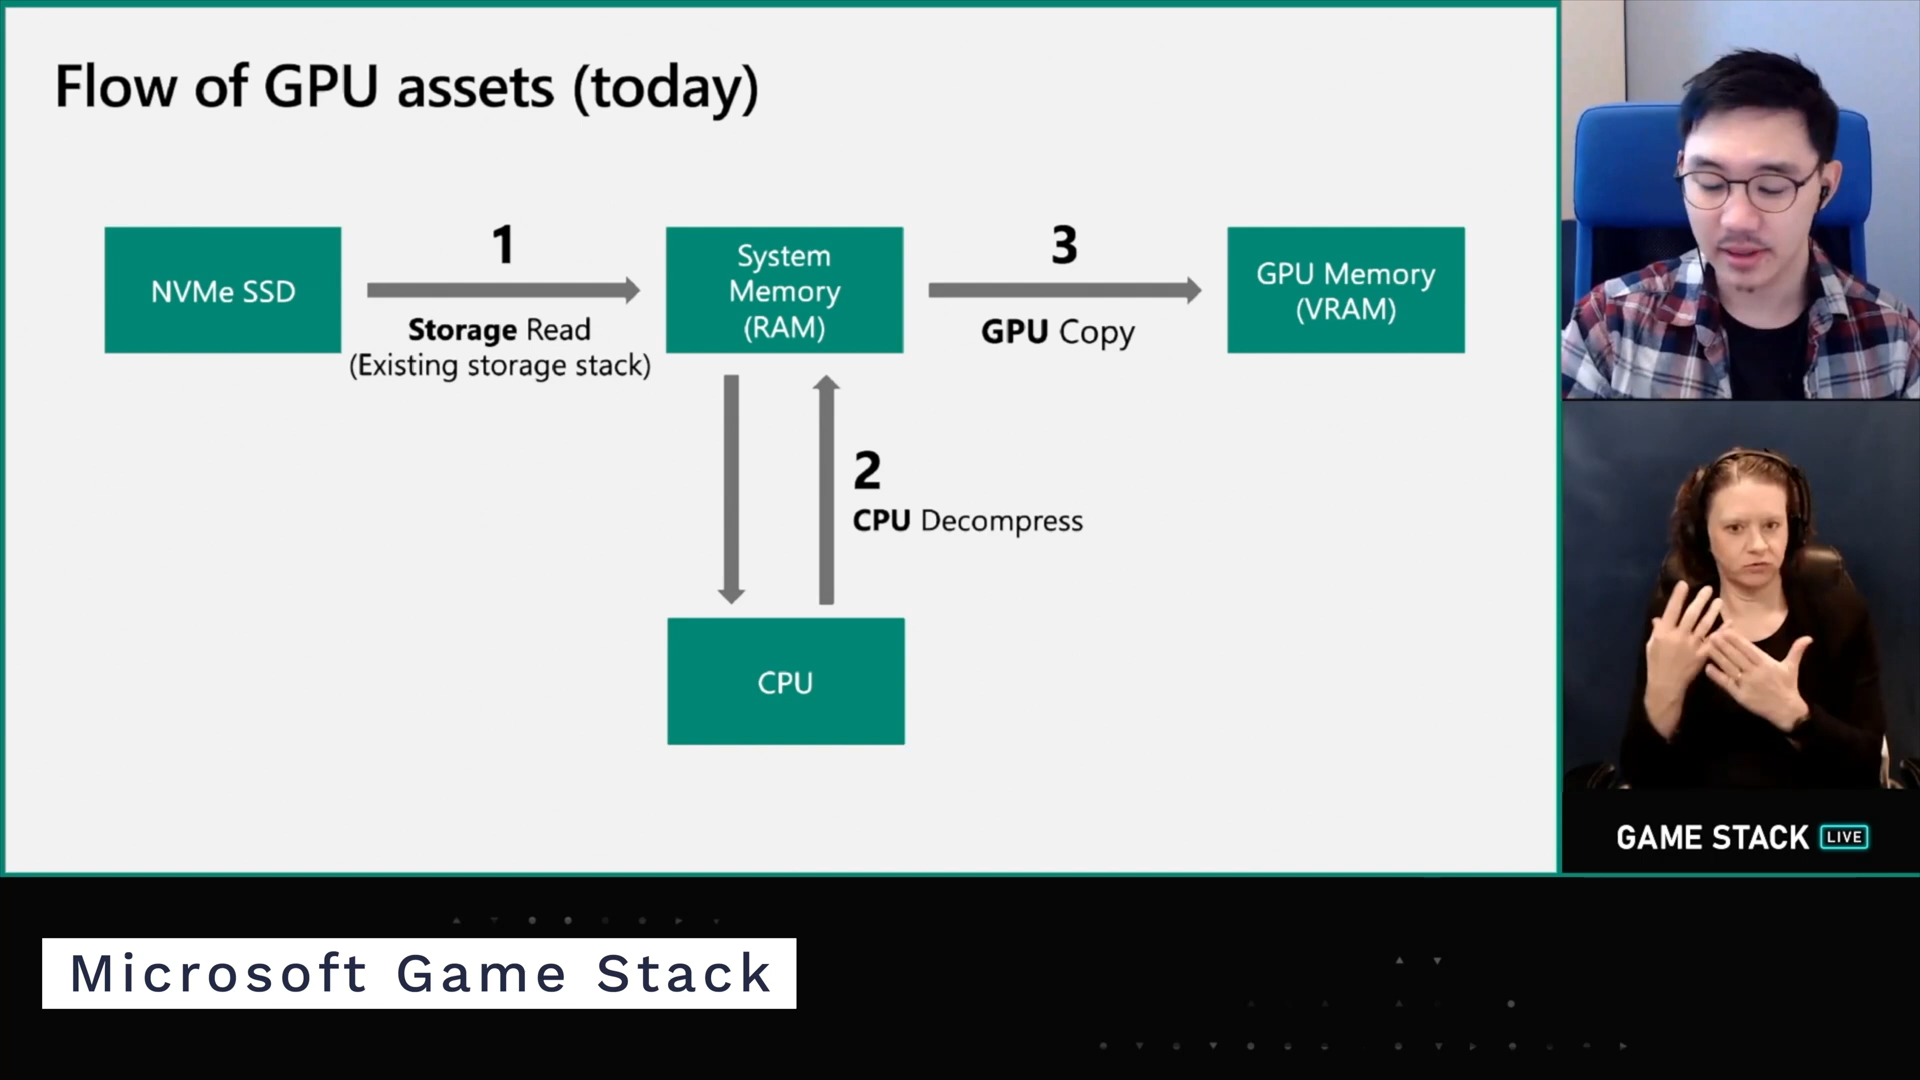 Flow of GPU assets (today)
NVMe SSD
1
Storage Read
(Existing storage stack)
System
Memory
(RAM)
3
GPU Copy
GPU Memory
(VRAM)
2
CPU Decompress
CPU
GAME STACK LIVE
Microsoft Game Stack